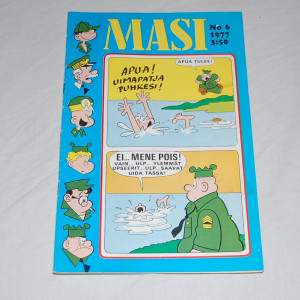 MASI
No 6
1977
3:50
APUA!
UIMAPATJA
PUHKESI!
APUA TULEE!
EI... MENE POIS!
VAIN... ULP... YLEMMÄT
UPSEERIT... ULP... SAAVAT
UIDA TÄSSÄ!